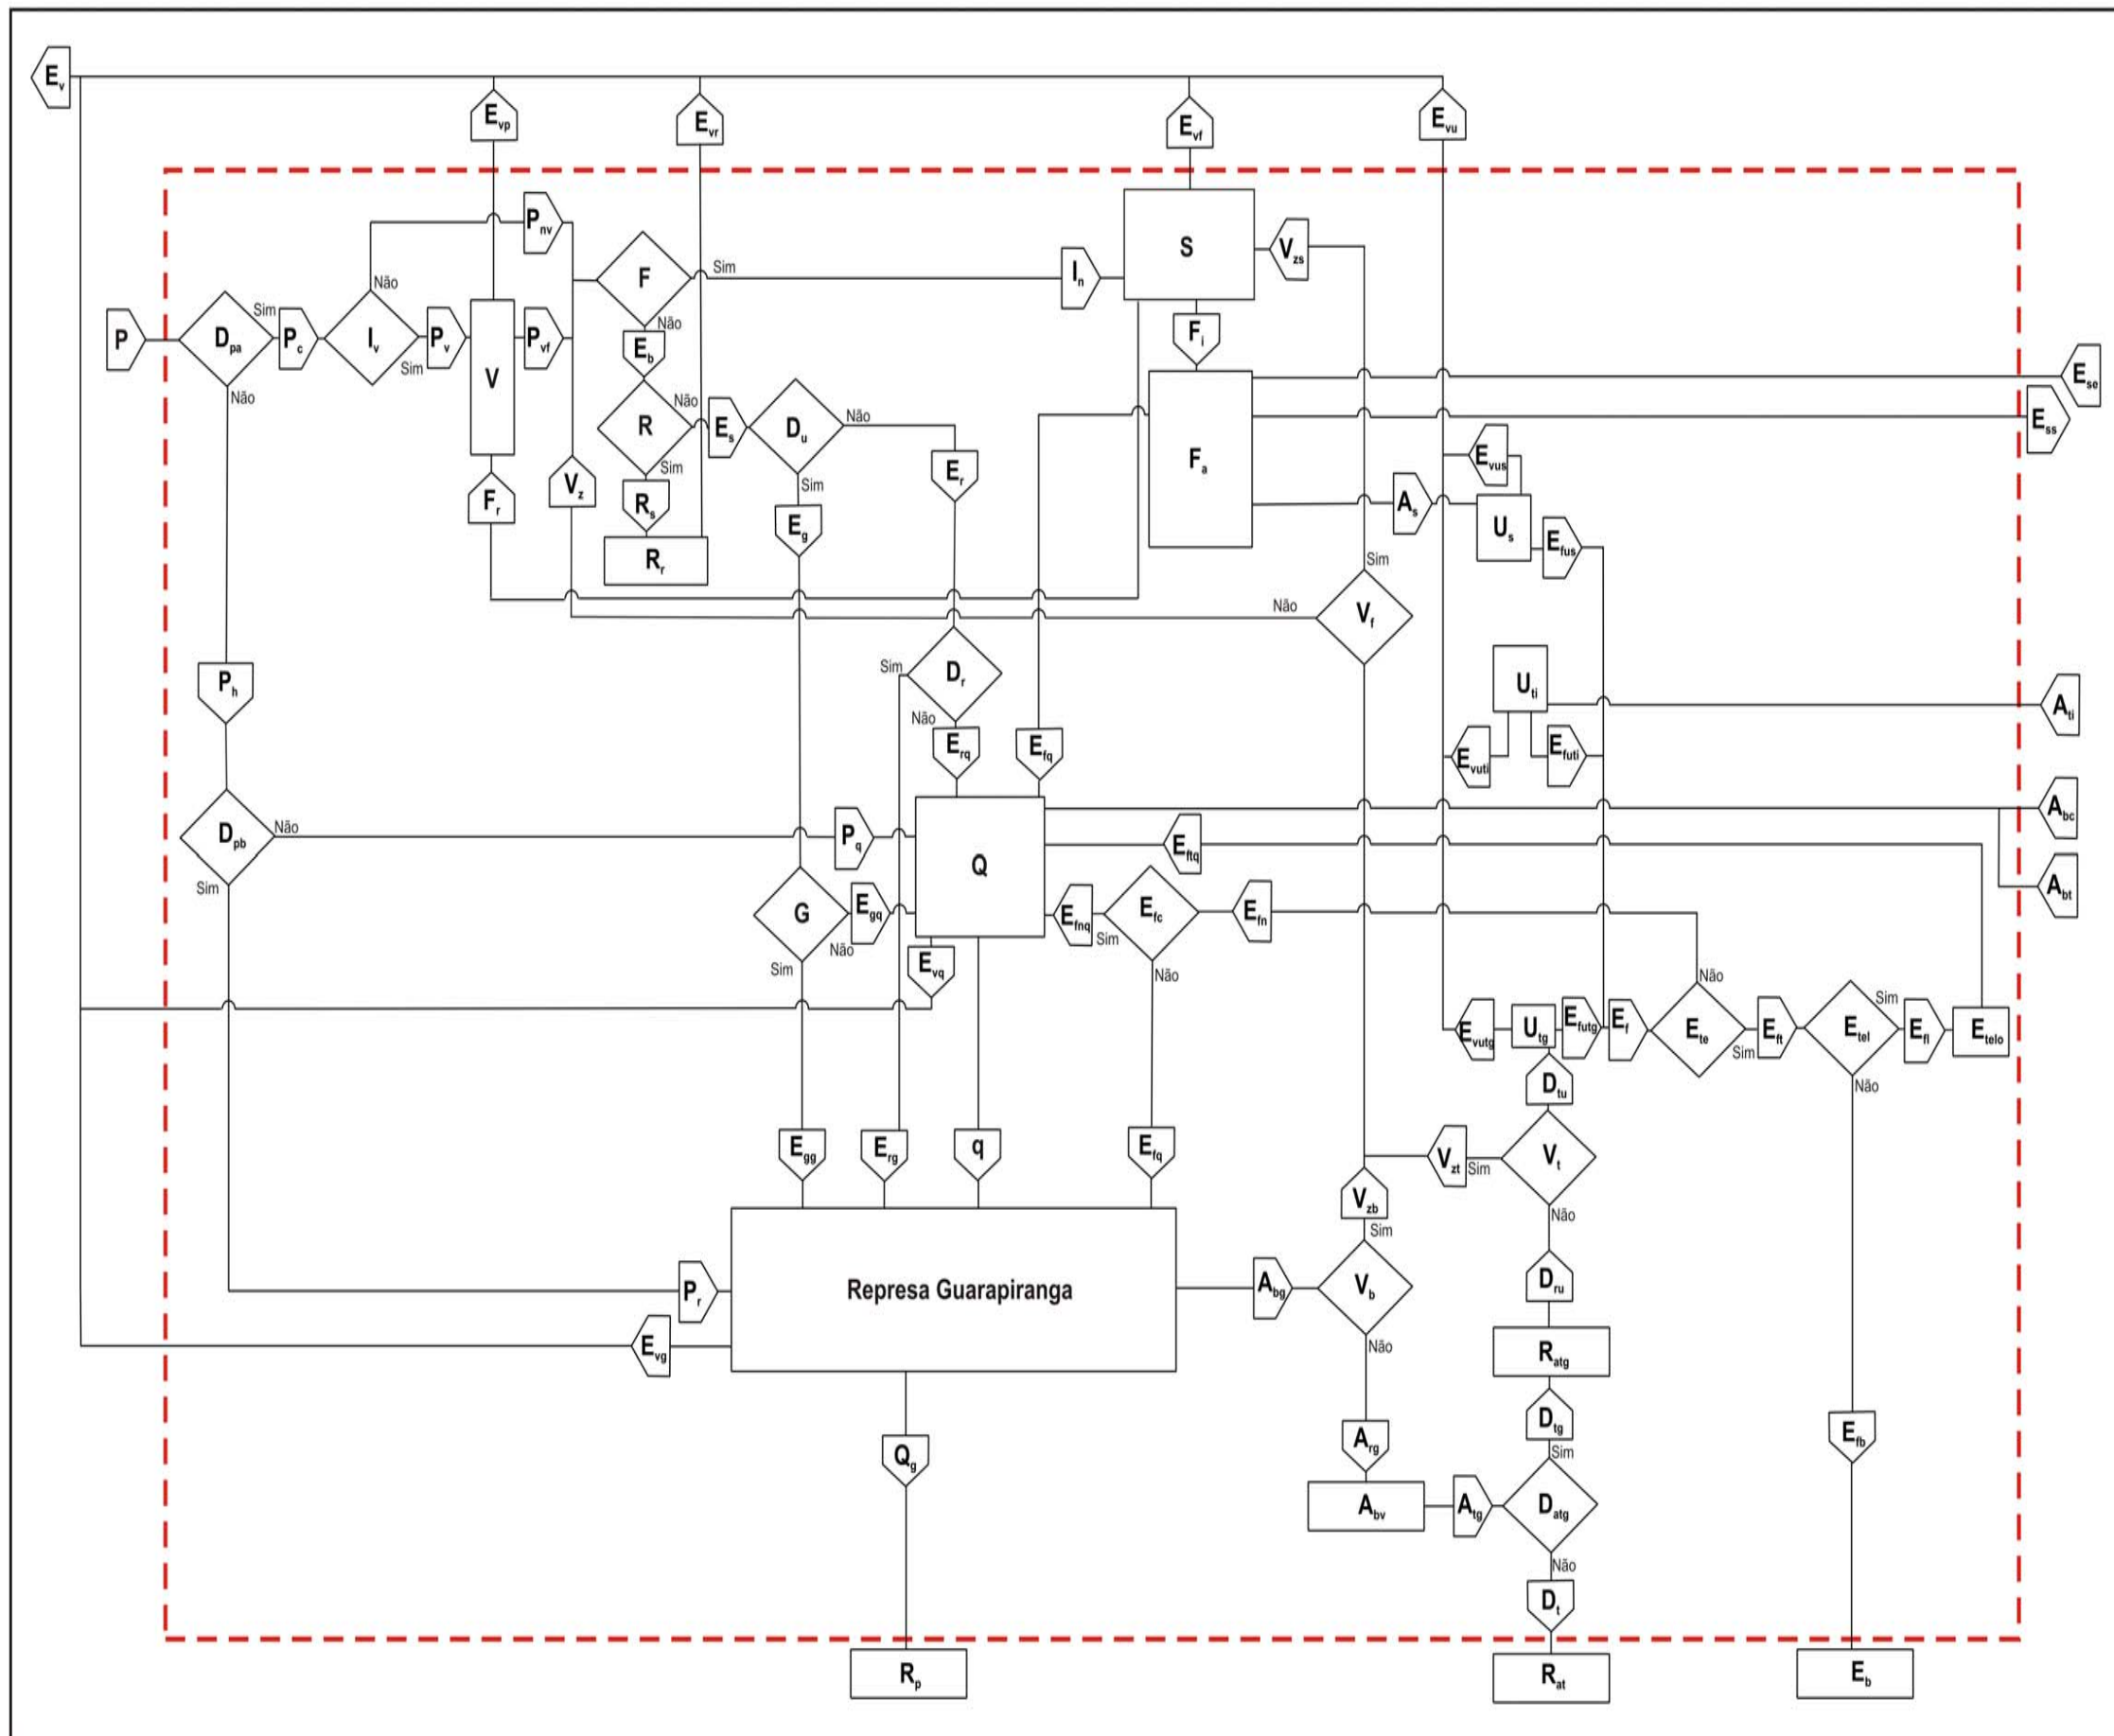 Ev
Evp
Evr
Evf
Evu
Pnv
F
Sim
In
S
Vzs
Não
Sim
P
Dpa
Pc
Iv
Pv
V
Pvf
Não
Eb
Fi
Ese
Sim
Não
Ess
R
Não
Es
Du
Não
Fa
Evus
Er
Sim
Fr
Vz
Rs
Sim
Eg
As
Us
Efus
Rr
Sim
Não
Vf
Ph
Sim
Dr
Uti
Ati
Não
Erq
Efq
Evuti
Efuti
Dpb
Não
Pq
Q
Eftq
Abc
Abt
Sim
G
Egq
Não
Efnq
Sim
Efc
Efn
Sim
Evq
Não
Não
Evutg
Utg
Efutg
Ef
Ete
Sim
Eft
Etel
Sim
Efl
Etelo
Dtu
Não
Egg
Erg
q
Efq
Vzt
Sim
Vt
Vzb
Sim
Não
Pr
Represa Guarapiranga
Abg
Vb
Dru
Evg
Não
Ratg
Qg
Arg
Dtg
Efb
Sim
Abv
Atg
Datg
Não
Dt
Rp
Rat
Eb